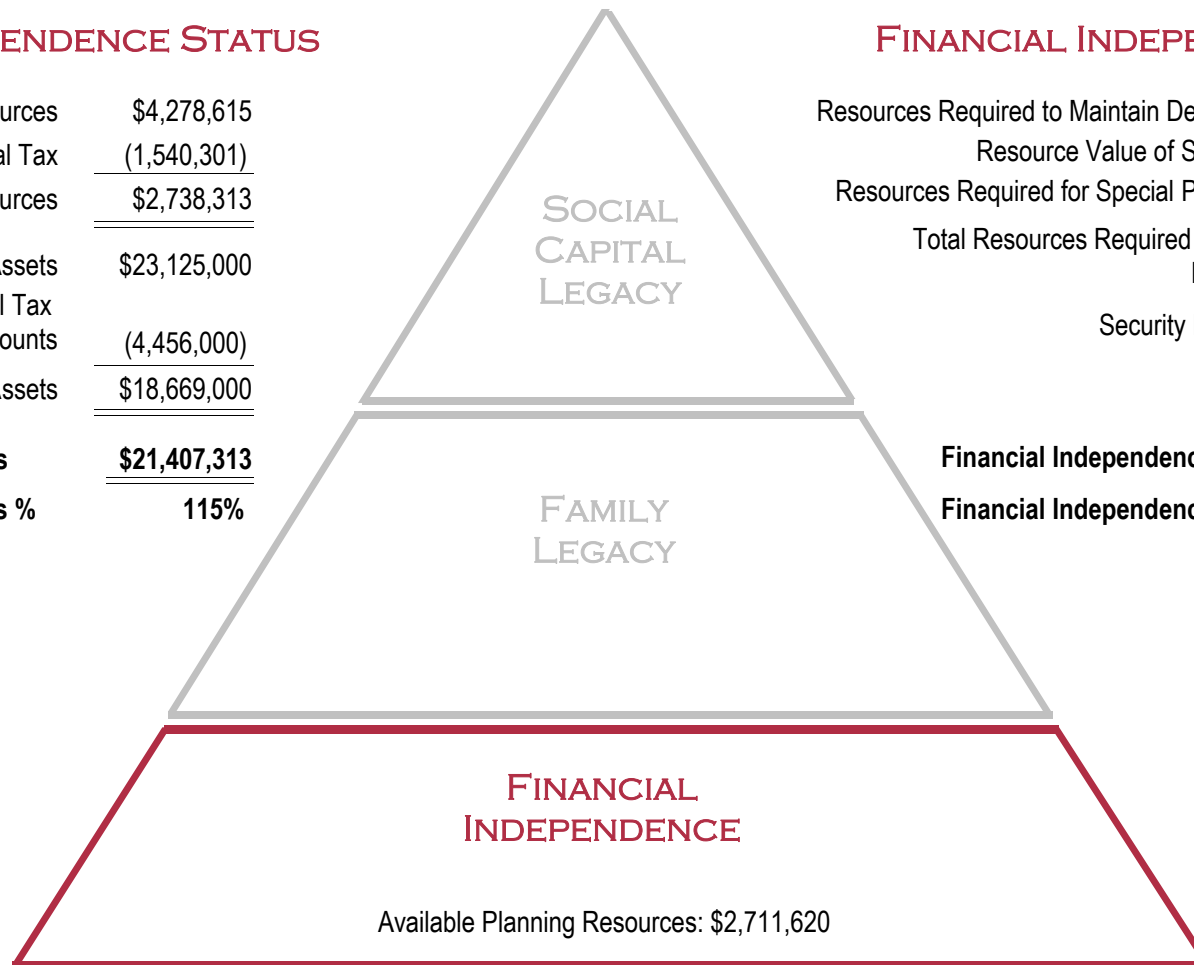 ENDENCE STATUS
urces $4,278,615
al Tax (1,540,301)
urces $2,738,313
Assets $23,125,000
l Tax
ounts (4,456,000)
Assets $18,669,000
s $21,407,313
s % 115%
SOCIAL
CAPITAL
LEGACY
FAMILY
LEGACY
FINANCIAL
INDEPENDENCE
Available Planning Resources: $2,711,620
FINANCIAL INDEPE
Resources Required to Maintain De
Resource Value of S
Resources Required for Special P
Total Resources Required
Security
Financial Independenc
Financial Independenc